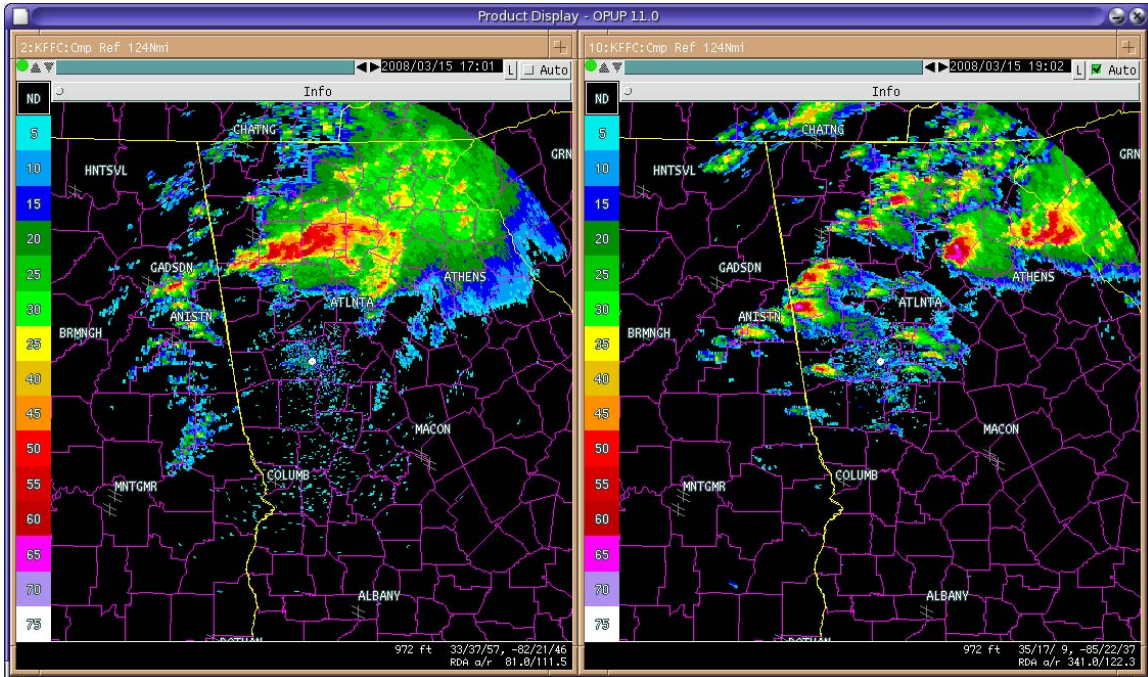 Product Display - OPUP 11.0
2:KFFC:Cmp Ref 124Nmi
2008/03/15 17:01 L Auto
Info
ND
5
10
15
20
25
30
35
40
45
50
55
60
65
70
75
CHATNG
GRN
HNTSVL
GADSDN
ATHENS
ATLNTA
ANISTN
BRMNGH
MACON
COLUMB
MNTGMR
ALBANY
DOTHAN
972 ft 33/37/57, -82/21/46
RDA a/r 81.0/111.5
10:KFFC:Cmp Ref 124Nmi
2008/03/15 19:02 L Auto
Info
ND
5
10
15
20
25
30
35
40
45
50
55
60
65
70
75
CHATNG
GRN
HNTSVL
GADSDN
ATHENS
ATLNTA
ANISTN
BRMNGH
MACON
COLUMB
MNTGMR
ALBANY
DOTHAN
972 ft 35/17/ 9, -85/22/37
RDA a/r 341.0/122.3